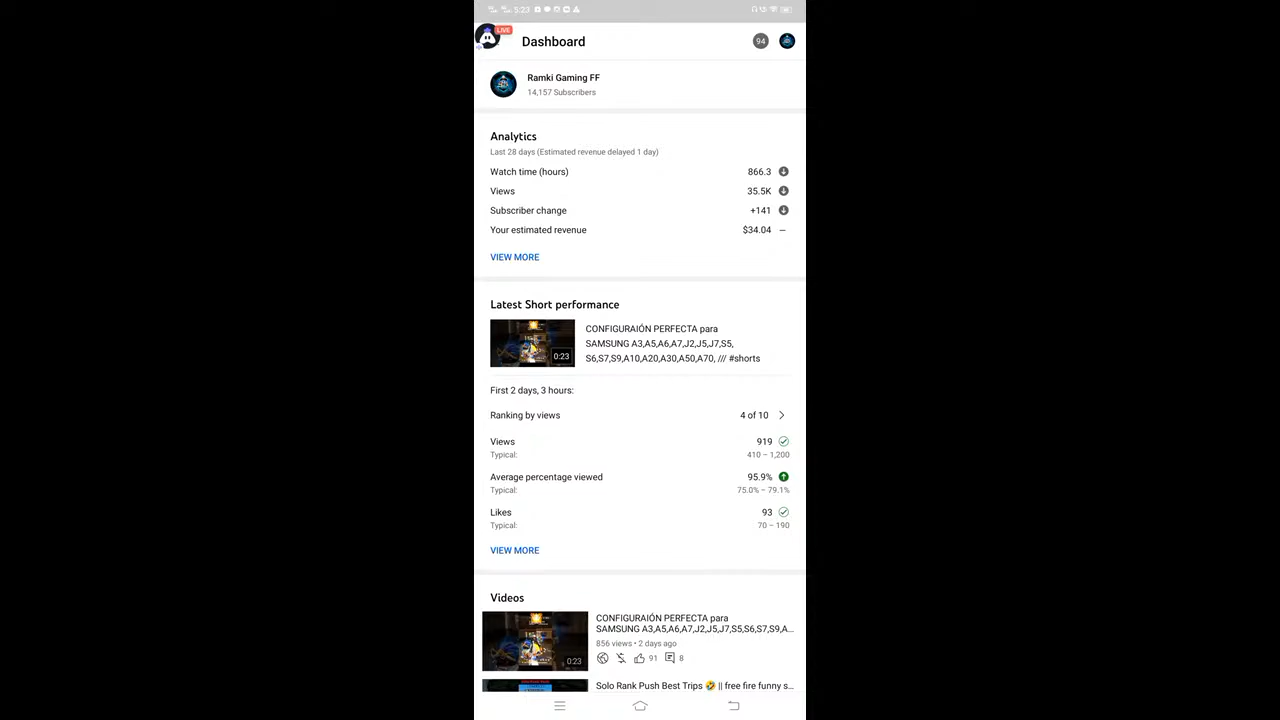 5:23
LIVE
Dashboard
94
Ramki Gaming FF
14,157 Subscribers
Analytics
Last 28 days (Estimated revenue delayed 1 day)
Watch time (hours) 866.3
Views 35.5K
Subscriber change +141
Your estimated revenue $34.04 –
VIEW MORE
Latest Short performance
CONFIGURAIÓN PERFECTA para
SAMSUNG A3,A5,A6,A7,J2,J5,J7,S5,
S6,S7,S9,A10,A20,A30,A50,A70, /// #shorts
0:23
First 2 days, 3 hours:
Ranking by views 4 of 10
Views 919
Typical: 410 – 1,200
Average percentage viewed 95.9%
Typical: 75.0% – 79.1%
Likes 93
Typical: 70 – 190
VIEW MORE
Videos
CONFIGURAIÓN PERFECTA para
SAMSUNG A3,A5,A6,A7,J2,J5,J7,S5,S6,S7,S9,A...
856 views • 2 days ago
0:23
91 8
Solo Rank Push Best Trips 🤣 || free fire funny s...